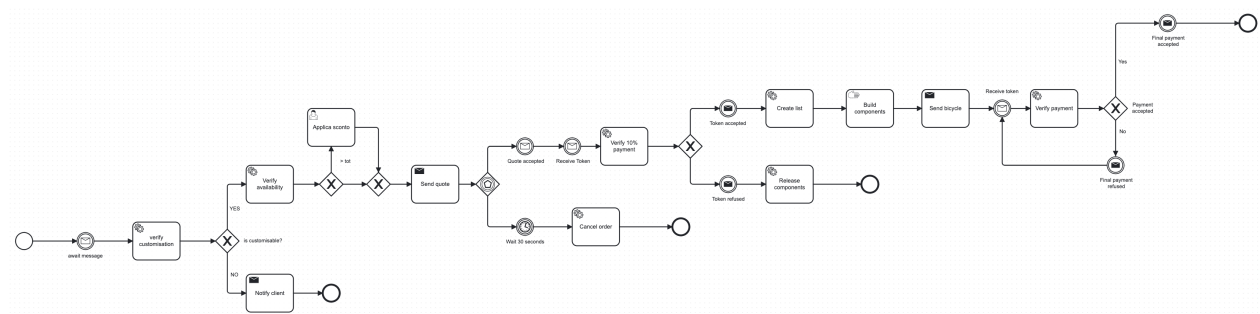 Final payment
accepted
Yes
Receive token
Create list
Build
components
Send bicycle
Verify payment
Payment
accepted
Token accepted
No
Applica sconto
Verify 10%
payment
Quote accepted
Receive Token
Final payment
refused
> tot
Verify
availability
Send quote
Token refused
Release
components
YES
Cancel order
verify
customisation
is customisable?
Wait 30 seconds
await message
NO
Notify client